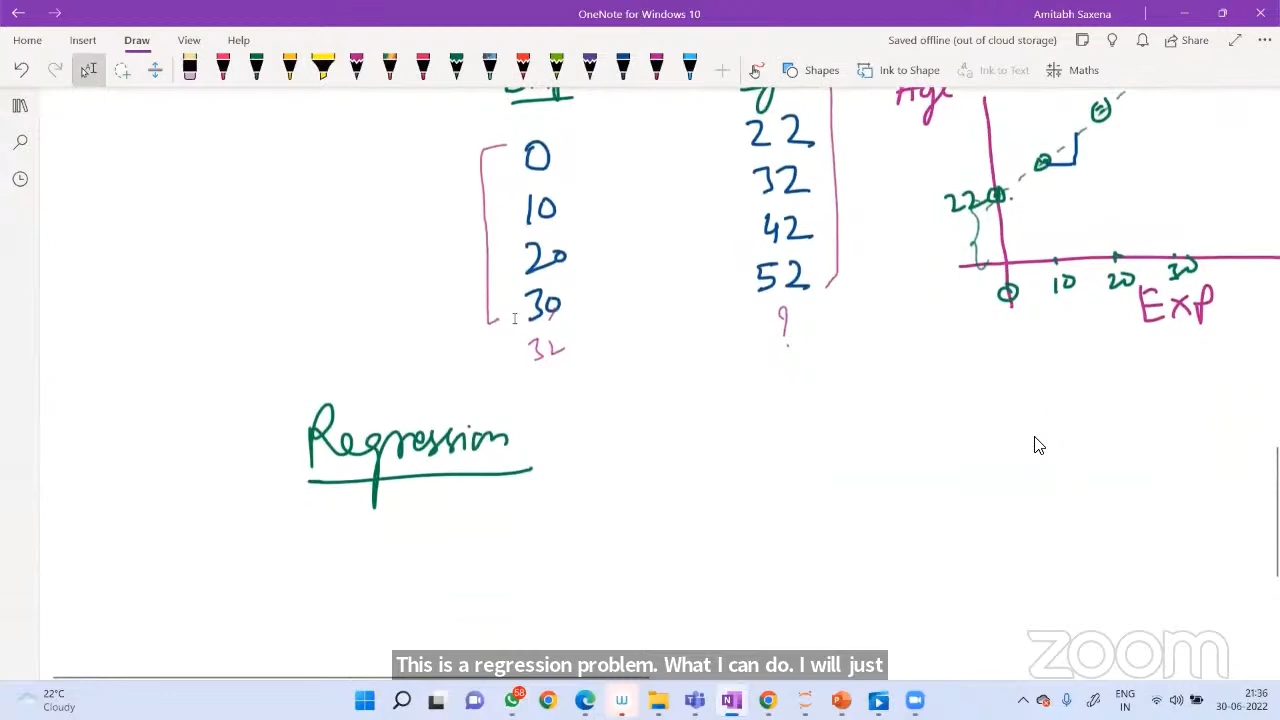 OneNote for Windows 10
Amitabh Saxena
Home Insert Draw View Help
Saved offline (out of cloud storage)
Share
Shapes
Ink to Shape
Ink to Text
Maths
Age
0 22
10 32
20 42
30 52
32 ?
22
0 10 20 30
Exp
Regression
zoom
This is a regression problem. What I can do. I will just
22°C
58
ENG
IN
21:36
30-06-2022